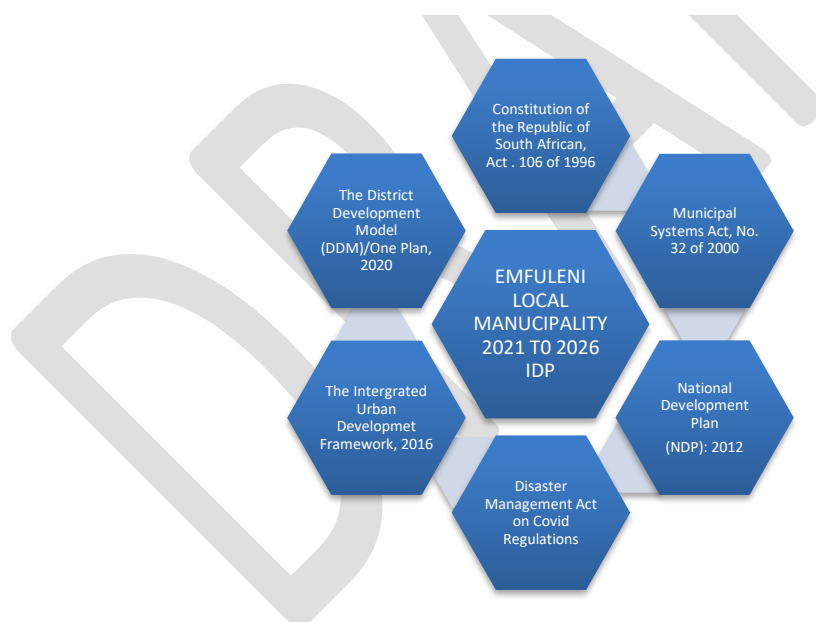 Constitution of
the Republic of
South African,
Act . 106 of 1996
Municipal
Systems Act, No.
32 of 2000
National
Development
Plan
(NDP): 2012
Disaster
Management Act
on Covid
Regulations
The Intergrated
Urban
Developmet
Framework, 2016
The District
Development
Model
(DDM)/One Plan,
2020
EMFULENI
LOCAL
MANUCIPALITY
2021 T0 2026
IDP
DRAF